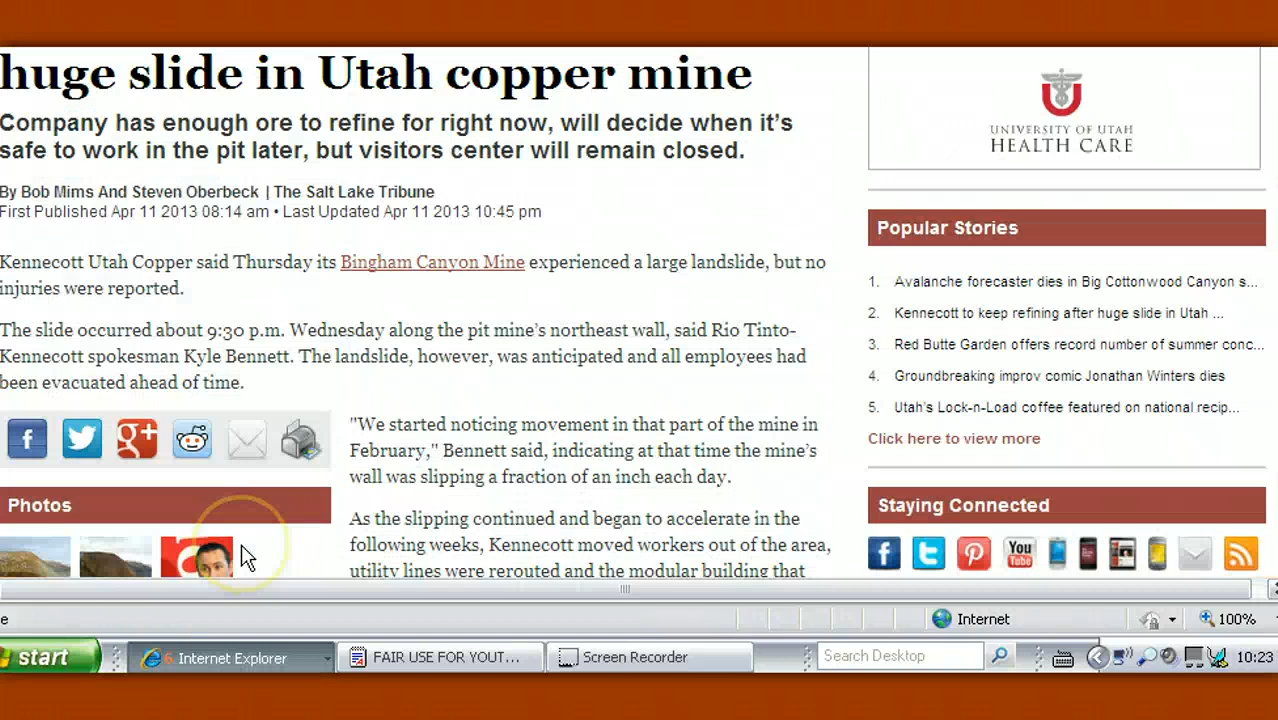 huge slide in Utah copper mine
Company has enough ore to refine for right now, will decide when it's
safe to work in the pit later, but visitors center will remain closed.
By Bob Mims And Steven Oberbeck | The Salt Lake Tribune
First Published Apr 11 2013 08:14 am • Last Updated Apr 11 2013 10:45 pm
Kennecott Utah Copper said Thursday its Bingham Canyon Mine experienced a large landslide, but no
injuries were reported.
The slide occurred about 9:30 p.m. Wednesday along the pit mine's northeast wall, said Rio Tinto-
Kennecott spokesman Kyle Bennett. The landslide, however, was anticipated and all employees had
been evacuated ahead of time.
"We started noticing movement in that part of the mine in
February," Bennett said, indicating at that time the mine's
wall was slipping a fraction of an inch each day.
As the slipping continued and began to accelerate in the
following weeks, Kennecott moved workers out of the area,
utility lines were rerouted and the modular building that
Photos
U
UNIVERSITY OF UTAH
HEALTH CARE
Popular Stories
1. Avalanche forecaster dies in Big Cottonwood Canyon s...
2. Kennecott to keep refining after huge slide in Utah ...
3. Red Butte Garden offers record number of summer conc...
4. Groundbreaking improv comic Jonathan Winters dies
5. Utah's Lock-n-Load coffee featured on national recip...
Click here to view more
Staying Connected
You Tube
e
Internet
100%
start
6 Internet Explorer
FAIR USE FOR YOUT...
Screen Recorder
Search Desktop
10:23